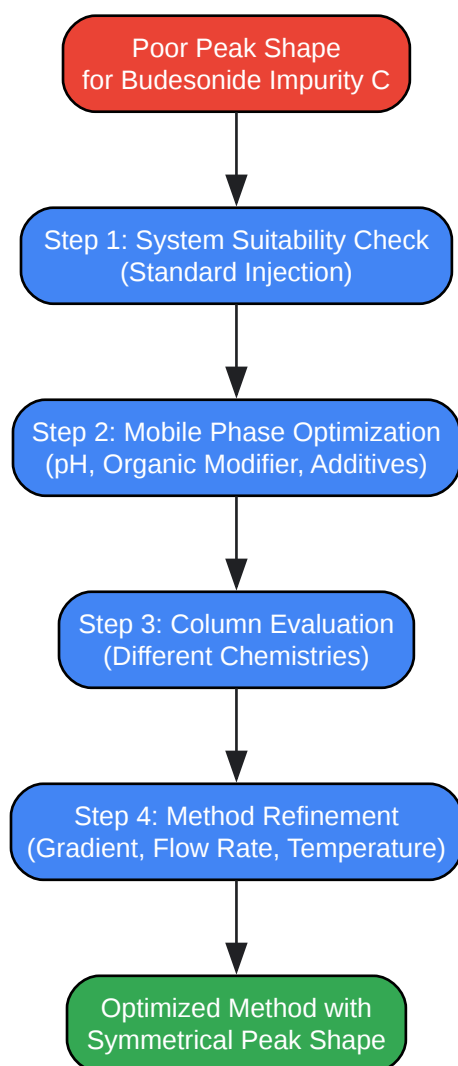 Poor Peak Shape
for Budesonide Impurity C
Step 1: System Suitability Check
(Standard Injection)
Step 2: Mobile Phase Optimization
(pH, Organic Modifier, Additives)
Step 3: Column Evaluation
(Different Chemistries)
Step 4: Method Refinement
(Gradient, Flow Rate, Temperature)
Optimized Method with
Symmetrical Peak Shape